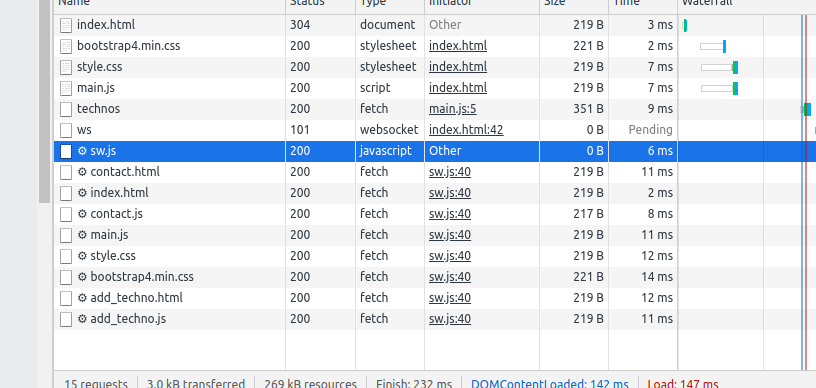 Name Status Type Initiator Size Time Waterfall
index.html 304 document Other 219 B 3 ms
bootstrap4.min.css 200 stylesheet index.html 221 B 2 ms
style.css 200 stylesheet index.html 219 B 7 ms
main.js 200 script index.html 219 B 7 ms
technos 200 fetch main.js:5 351 B 9 ms
ws 101 websocket index.html:42 0 B Pending
sw.js 200 javascript Other 0 B 6 ms
contact.html 200 fetch sw.js:40 219 B 11 ms
index.html 200 fetch sw.js:40 219 B 2 ms
contact.js 200 fetch sw.js:40 217 B 8 ms
main.js 200 fetch sw.js:40 219 B 11 ms
style.css 200 fetch sw.js:40 219 B 12 ms
bootstrap4.min.css 200 fetch sw.js:40 221 B 14 ms
add_techno.html 200 fetch sw.js:40 219 B 12 ms
add_techno.js 200 fetch sw.js:40 219 B 11 ms
15 requests 3.0 kB transferred 269 kB resources Finish: 232 ms DOMContentLoaded: 142 ms Load: 147 ms